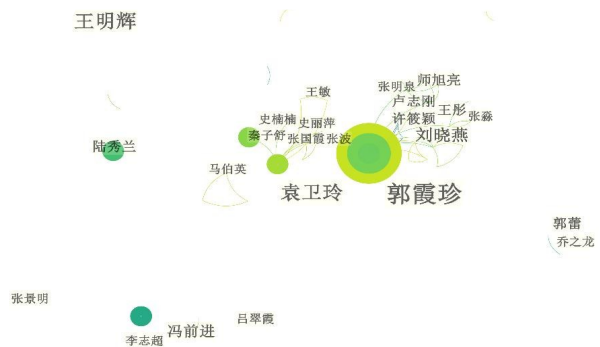 王明辉
师旭亮
张明泉
王敏
卢志刚
王彤
张淼
许筱颖
史楠楠
史丽萍
刘晓燕
秦子舒
张国霞
张波
陆秀兰
马伯英
袁卫玲
郭霞珍
郭蕾
乔之龙
张景明
吕翠霞
冯前进
李志超